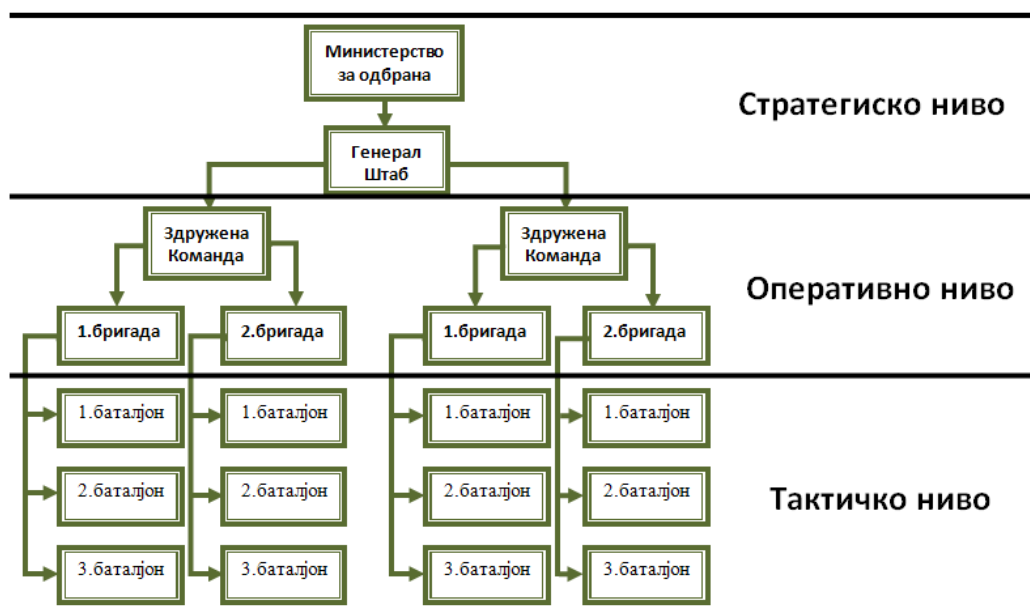 Министерство
за одбрана
Стратегиско ниво
Генерал
Штаб
Здружена
Команда
Здружена
Команда
Оперативно ниво
1.бригада
2.бригада
1.бригада
2.бригада
1.баталјон
1.баталјон
1.баталјон
1.баталјон
2.баталјон
2.баталјон
2.баталјон
2.баталјон
Тактичко ниво
3.баталјон
3.баталјон
3.баталјон
3.баталјон